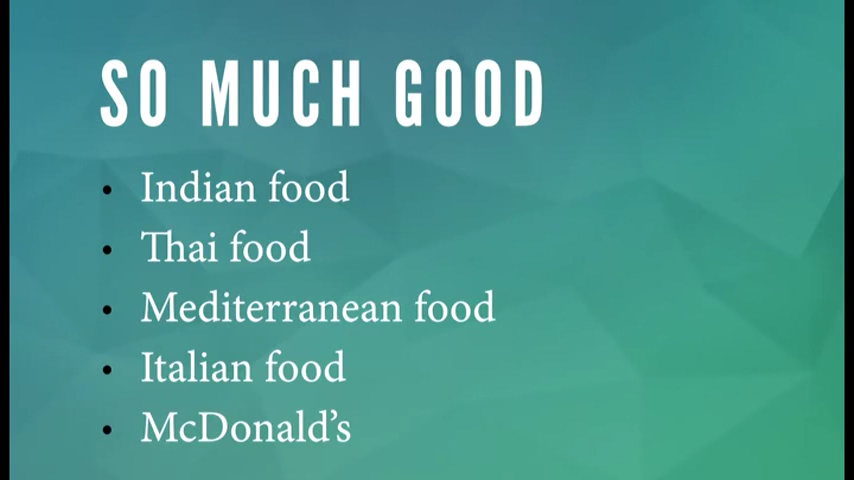 SO MUCH GOOD
• Indian food
• Thai food
• Mediterranean food
• Italian food
• McDonald’s